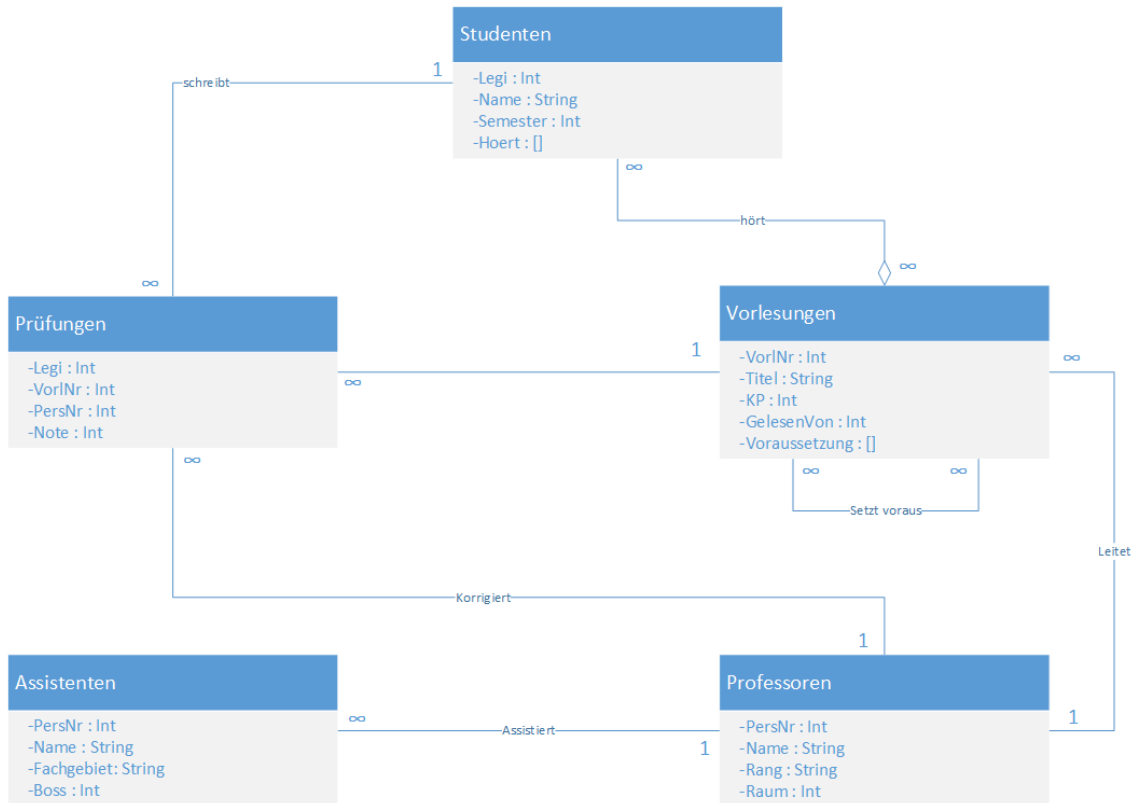 Studenten
-Legi : Int
-Name : String
-Semester : Int
-Hoert : []
1
schreibt
∞
hört
∞
∞
Prüfungen
-Legi : Int
-VorlNr : Int
-PersNr : Int
-Note : Int
∞
1
∞
Vorlesungen
-VorlNr : Int
-Titel : String
-KP : Int
-GelesenVon : Int
-Voraussetzung : []
∞
∞
∞
Setzt voraus
Leitet
Korrigiert
1
Assistenten
-PersNr : Int
-Name : String
-Fachgebiet: String
-Boss : Int
∞
Assistiert
1
Professoren
-PersNr : Int
-Name : String
-Rang : String
-Raum : Int
1